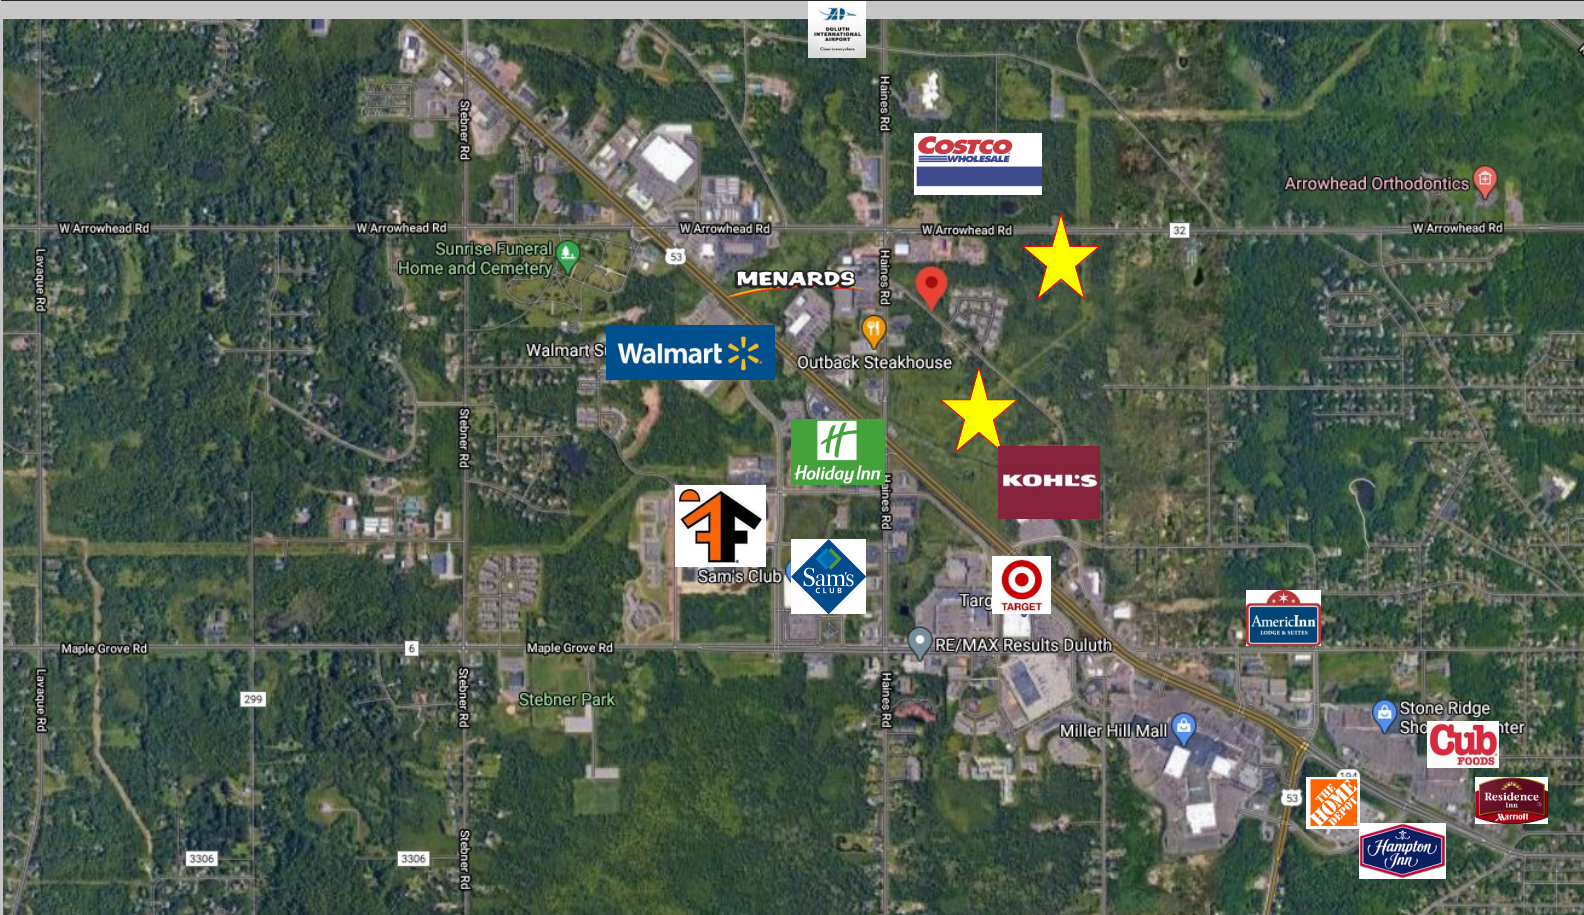 DULUTH
INTERNATIONAL
AIRPORT
Haines Rd
Stebner Rd
COSTCO
WHOLESALE
Arrowhead Orthodontics
W Arrowhead Rd
W Arrowhead Rd
W Arrowhead Rd
W Arrowhead Rd
32
W Arrowhead Rd
Sunrise Funeral
Home and Cemetery
53
Lavaque Rd
Haines Rd
MENARDS
Walmart Su
Walmart
Outback Steakhouse
Stebner Rd
Holiday Inn
KOHL'S
Haines Rd
FF
Sam's Club
Sam's
CLUB
Targ
TARGET
AmericInn
LODGE & SUITES
Maple Grove Rd
6
Maple Grove Rd
RE/MAX Results Duluth
Lavaque Rd
299
Stebner Rd
Stebner Park
Haines Rd
Miller Hill Mall
Stone Ridge
Sho
nter
Cub
FOODS
194
53
THE
HOME
DEPOT
Residence
Inn
Marriott
Hampton
Inn
3306
3306
Stebner Rd